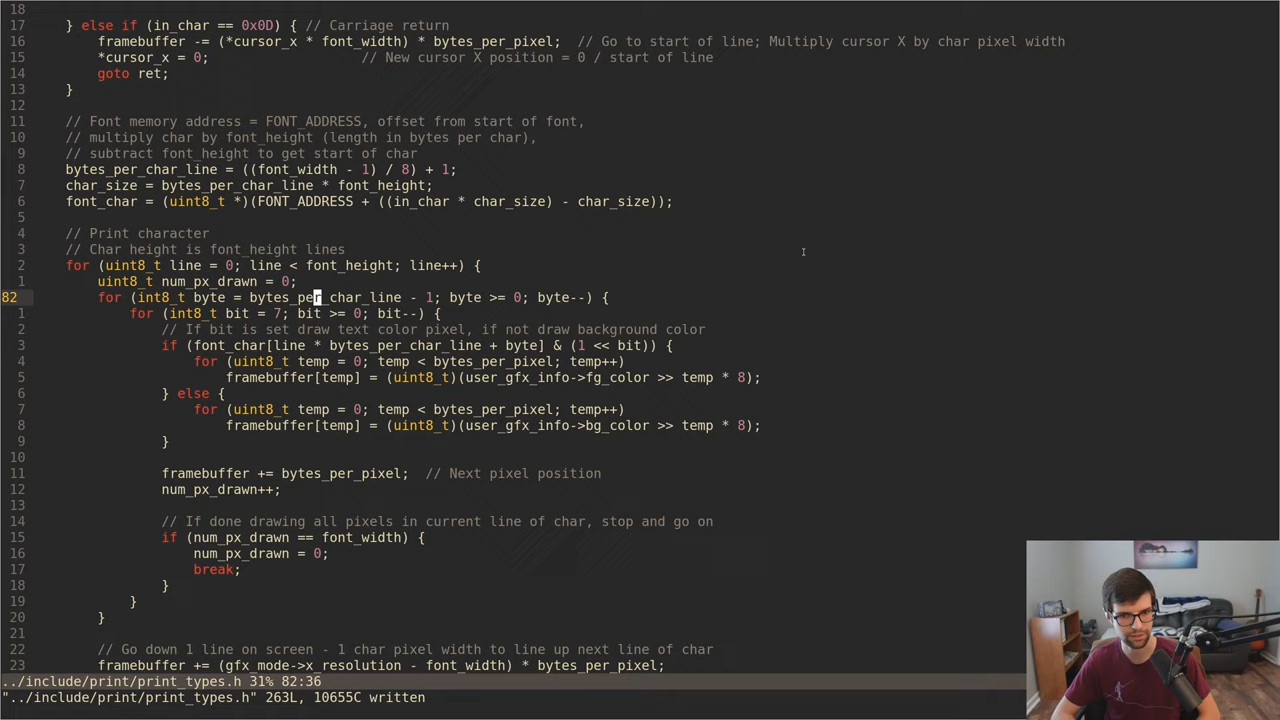 18
17 } else if (in_char == 0x0D) { // Carriage return
16 framebuffer -= (*cursor_x * font_width) * bytes_per_pixel; // Go to start of line; Multiply cursor X by char pixel width
15 *cursor_x = 0; // New cursor X position = 0 / start of line
14 goto ret;
13 }
12
11 // Font memory address = FONT_ADDRESS, offset from start of font,
10 // multiply char by font_height (length in bytes per char),
9 // subtract font_height to get start of char
8 bytes_per_char_line = ((font_width - 1) / 8) + 1;
7 char_size = bytes_per_char_line * font_height;
6 font_char = (uint8_t *)(FONT_ADDRESS + ((in_char * char_size) - char_size));
5
4 // Print character
3 // Char height is font_height lines
2 for (uint8_t line = 0; line < font_height; line++) {
1 uint8_t num_px_drawn = 0;
82 for (int8_t byte = bytes_per_char_line - 1; byte >= 0; byte--) {
1 for (int8_t bit = 7; bit >= 0; bit--) {
2 // If bit is set draw text color pixel, if not draw background color
3 if (font_char[line * bytes_per_char_line + byte] & (1 << bit)) {
4 for (uint8_t temp = 0; temp < bytes_per_pixel; temp++)
5 framebuffer[temp] = (uint8_t)(user_gfx_info->fg_color >> temp * 8);
6 } else {
7 for (uint8_t temp = 0; temp < bytes_per_pixel; temp++)
8 framebuffer[temp] = (uint8_t)(user_gfx_info->bg_color >> temp * 8);
9 }
10
11 framebuffer += bytes_per_pixel; // Next pixel position
12 num_px_drawn++;
13
14 // If done drawing all pixels in current line of char, stop and go on
15 if (num_px_drawn == font_width) {
16 num_px_drawn = 0;
17 break;
18 }
19 }
20 }
21
22 // Go down 1 line on screen - 1 char pixel width to line up next line of char
23 framebuffer += (gfx_mode->x_resolution - font_width) * bytes_per_pixel;
../include/print/print_types.h 31% 82:36
"../include/print/print_types.h" 263L, 10655C written